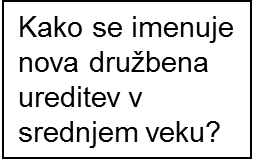 Kako se imenuje
nova družbena
ureditev v
srednjem veku?